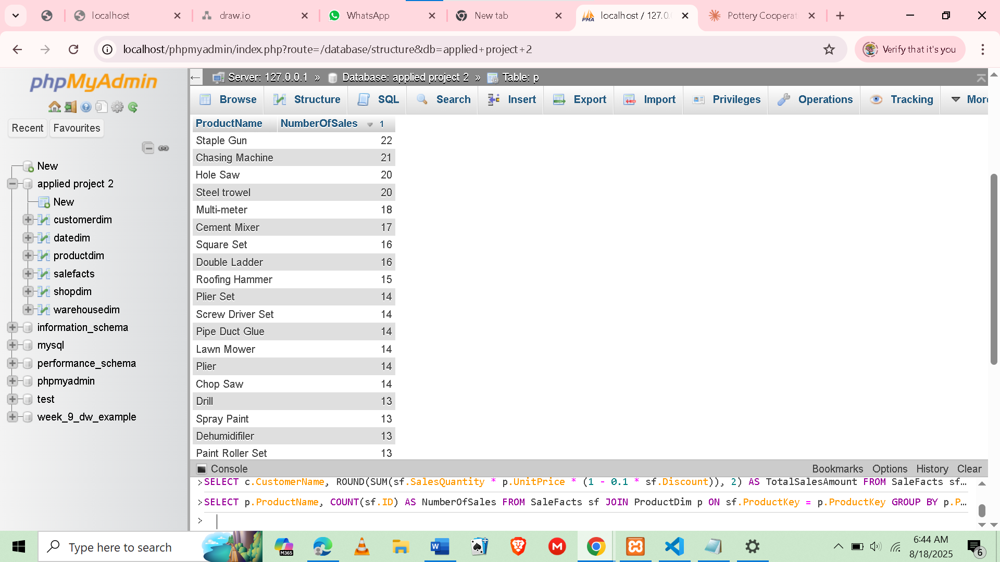 localhost
draw.io
WhatsApp
New tab
localhost / 127.0.
Pottery Cooperat
localhost/phpmyadmin/index.php?route=/database/structure&db=applied+project+2
Verify that it's you
phpMyAdmin
Recent
Favourites
New
applied project 2
New
customerdim
datedim
productdim
salefacts
shopdim
warehousedim
information_schema
mysql
performance_schema
phpmyadmin
test
week_9_dw_example
Server: 127.0.0.1 » Database: applied project 2 » Table: p
Browse Structure SQL Search Insert Export Import Privileges Operations Tracking More
ProductName NumberOfSales 1
Staple Gun 22
Chasing Machine 21
Hole Saw 20
Steel trowel 20
Multi-meter 18
Cement Mixer 17
Square Set 16
Double Ladder 16
Roofing Hammer 15
Plier Set 14
Screw Driver Set 14
Pipe Duct Glue 14
Lawn Mower 14
Plier 14
Chop Saw 14
Drill 13
Spray Paint 13
Dehumidifiler 13
Paint Roller Set 13
Console Bookmarks Options History Clear
>SELECT c.CustomerName, ROUND(SUM(sf.SalesQuantity * p.UnitPrice * (1 - 0.1 * sf.Discount)), 2) AS TotalSalesAmount FROM SaleFacts sf…
>SELECT p.ProductName, COUNT(sf.ID) AS NumberOfSales FROM SaleFacts sf JOIN ProductDim p ON sf.ProductKey = p.ProductKey GROUP BY p.P…
>
Type here to search
M365
6:44 AM
8/18/2025
6